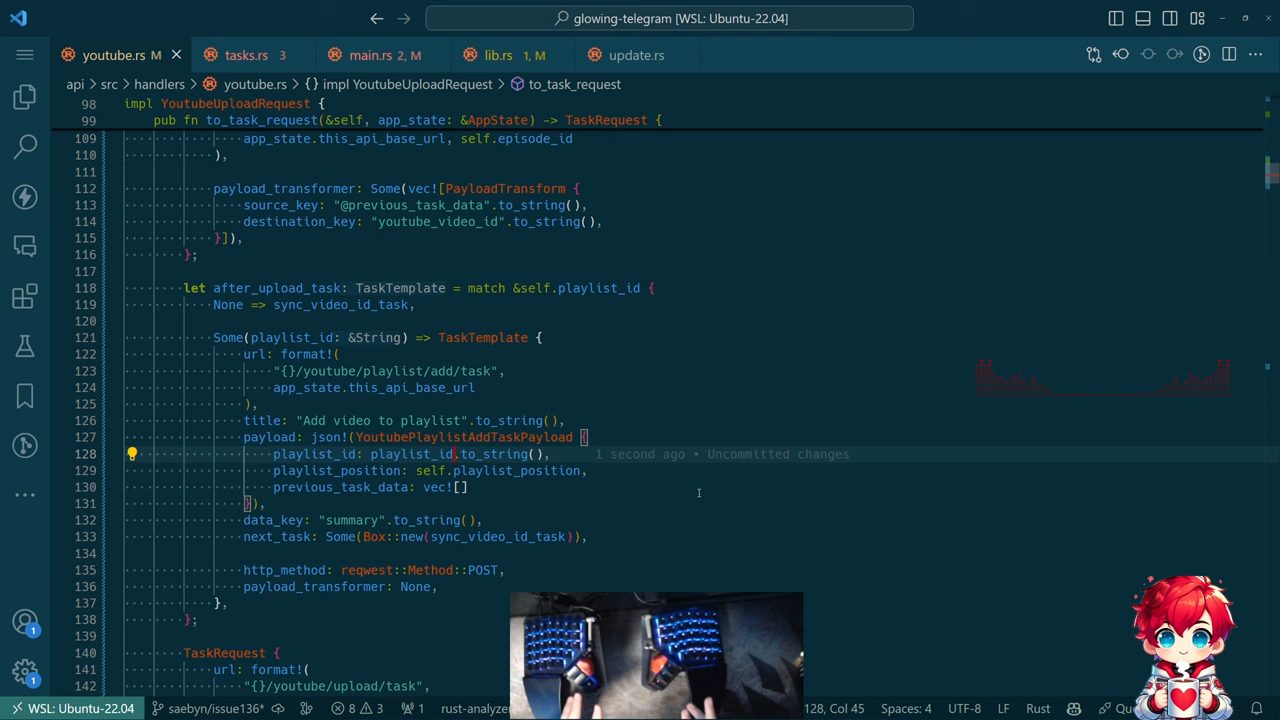 glowing-telegram [WSL: Ubuntu-22.04]
youtube.rs M
tasks.rs 3
main.rs 2, M
lib.rs 1, M
update.rs
api > src > handlers > youtube.rs > {} impl YoutubeUploadRequest > to_task_request
98 impl YoutubeUploadRequest {
99 pub fn to_task_request(&self, app_state: &AppState) -> TaskRequest {
109 app_state.this_api_base_url, self.episode_id
110 ),
111
112 payload_transformer: Some(vec![PayloadTransform {
113 source_key: "@previous_task_data".to_string(),
114 destination_key: "youtube_video_id".to_string(),
115 }]),
116 };
117
118 let after_upload_task: TaskTemplate = match &self.playlist_id {
119 None => sync_video_id_task,
120
121 Some(playlist_id: &String) => TaskTemplate {
122 url: format!(
123 "{}/youtube/playlist/add/task",
124 app_state.this_api_base_url
125 ),
126 title: "Add video to playlist".to_string(),
127 payload: json!(YoutubePlaylistAddTaskPayload {
128 playlist_id: playlist_id.to_string(), 1 second ago • Uncommitted changes
129 playlist_position: self.playlist_position,
130 previous_task_data: vec![]
131 }),
132 data_key: "summary".to_string(),
133 next_task: Some(Box::new(sync_video_id_task)),
134
135 http_method: reqwest::Method::POST,
136 payload_transformer: None,
137 },
138 };
139
140 TaskRequest {
141 url: format!(
142 "{}/youtube/upload/task",
1
1
WSL: Ubuntu-22.04 saebyn/issue136* 8 3 1 rust-analyzer 128, Col 45 Spaces: 4 UTF-8 LF Rust